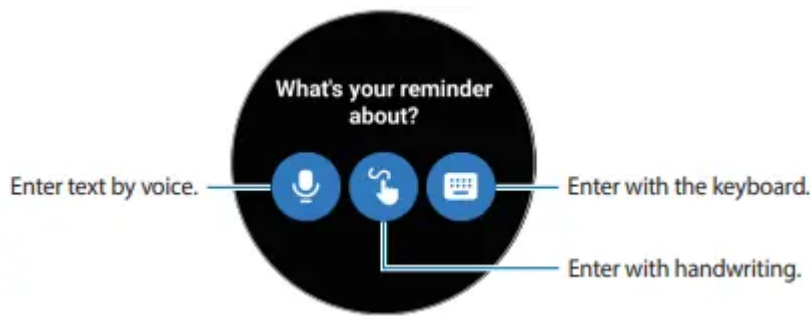 What's your reminder
about?
Enter text by voice.
Enter with the keyboard.
Enter with handwriting.